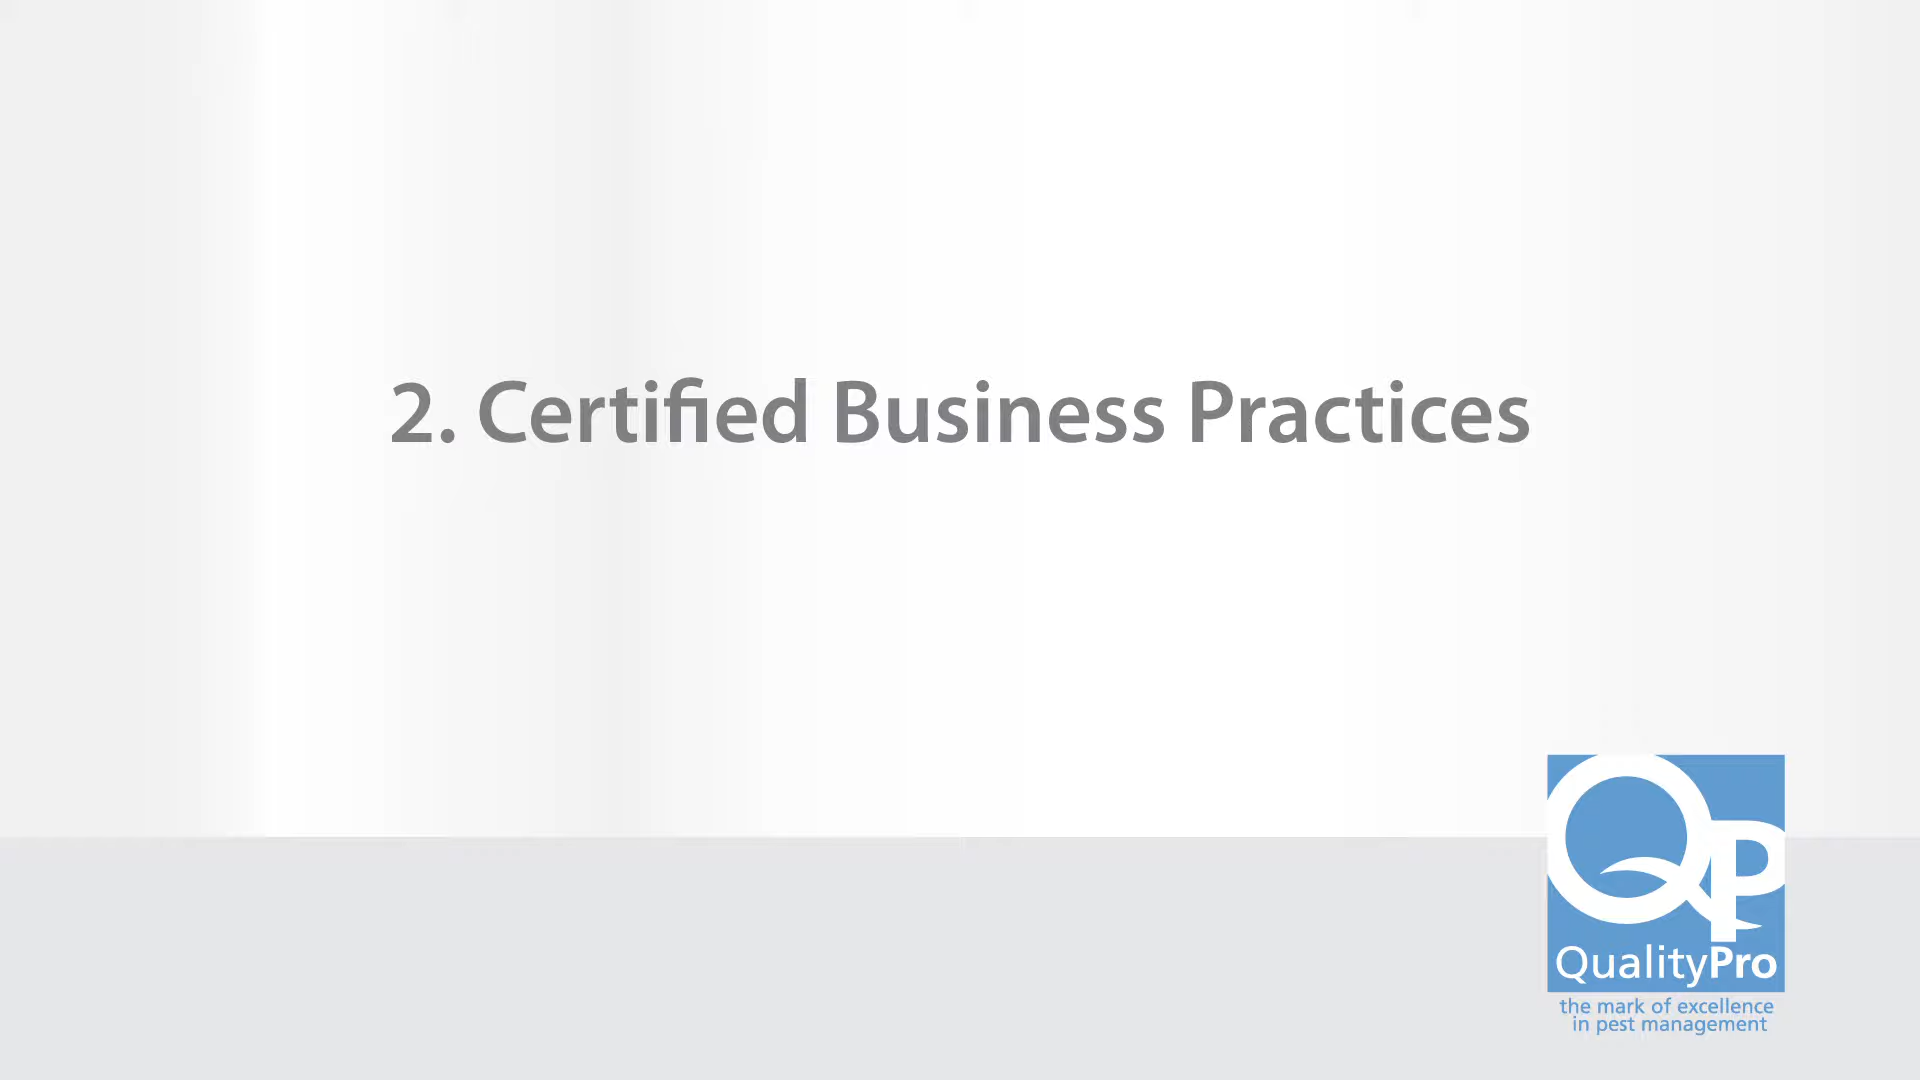 2. Certified Business Practices
QP
QualityPro
the mark of excellence
in pest management